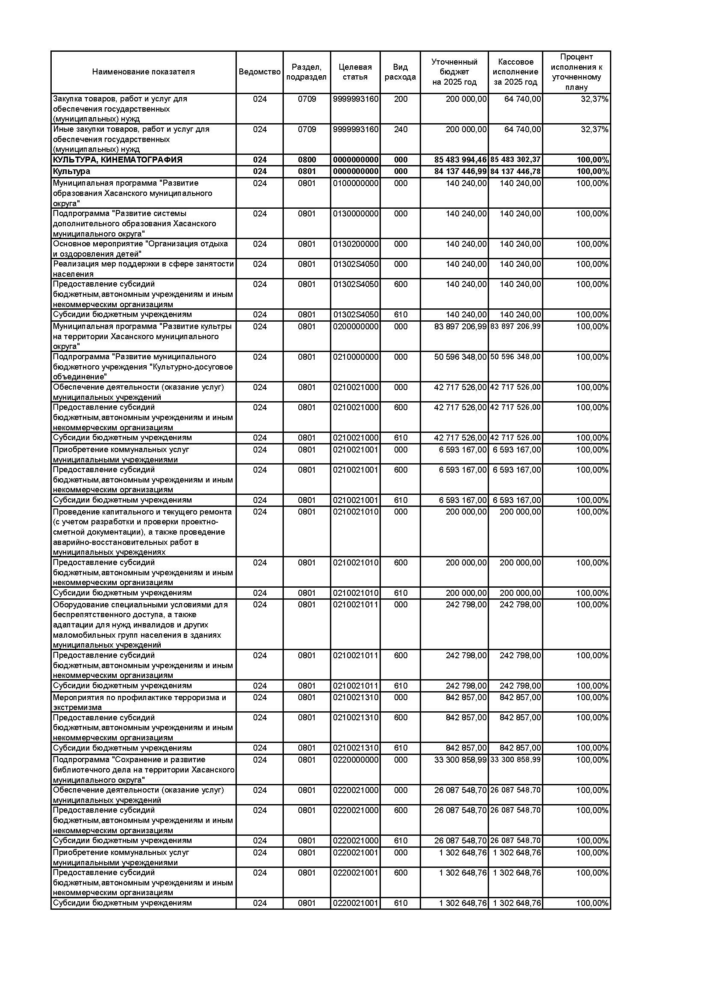 Наименование показателя Ведомство Раздел, подраздел Целевая статья Вид расхода Уточненный бюджет на 2025 год Кассовое исполнение за 2025 год Процент исполнения к уточненному плану
Закупка товаров, работ и услуг для 024 0709 9999993160 200 200 000,00 64 740,00 32,37%
обеспечения государственных
(муниципальных) нужд
Иные закупки товаров, работ и услуг для 024 0709 9999993160 240 200 000,00 64 740,00 32,37%
обеспечения государственных
(муниципальных) нужд
КУЛЬТУРА, КИНЕМАТОГРАФИЯ 024 0800 0000000000 000 85 483 994,46 85 483 302,37 100,00%
Культура 024 0801 0000000000 000 84 137 446,99 84 137 446,78 100,00%
Муниципальная программа "Развитие 024 0801 0100000000 000 140 240,00 140 240,00 100,00%
образования Хасанского муниципального
округа"
Подпрограмма "Развитие системы 024 0801 0130000000 000 140 240,00 140 240,00 100,00%
дополнительного образования Хасанского
муниципального округа"
Основное мероприятие "Организация отдыха 024 0801 0130200000 000 140 240,00 140 240,00 100,00%
и оздоровления детей"
Реализация мер поддержки в сфере занятости 024 0801 01302S4050 000 140 240,00 140 240,00 100,00%
населения
Предоставление субсидий 024 0801 01302S4050 600 140 240,00 140 240,00 100,00%
бюджетным,автономным учреждениям и иным
некоммерческим организациям
Субсидии бюджетным учреждениям 024 0801 01302S4050 610 140 240,00 140 240,00 100,00%
Муниципальная программа "Развитие культры 024 0801 0200000000 000 83 897 206,99 83 897 206,99 100,00%
на территории Хасанского муниципального
округа"
Подпрограмма "Развитие муниципального 024 0801 0210000000 000 50 596 348,00 50 596 348,00 100,00%
бюджетного учреждения "Культурно-досуговое
объединение"
Обеспечение деятельности (оказание услуг) 024 0801 0210021000 000 42 717 526,00 42 717 526,00 100,00%
муниципальных учреждений
Предоставление субсидий 024 0801 0210021000 600 42 717 526,00 42 717 526,00 100,00%
бюджетным,автономным учреждениям и иным
некоммерческим организациям
Субсидии бюджетным учреждениям 024 0801 0210021000 610 42 717 526,00 42 717 526,00 100,00%
Приобретение коммунальных услуг 024 0801 0210021001 000 6 593 167,00 6 593 167,00 100,00%
муниципальными учреждениями
Предоставление субсидий 024 0801 0210021001 600 6 593 167,00 6 593 167,00 100,00%
бюджетным,автономным учреждениям и иным
некоммерческим организациям
Субсидии бюджетным учреждениям 024 0801 0210021001 610 6 593 167,00 6 593 167,00 100,00%
Проведение капитального и текущего ремонта 024 0801 0210021010 000 200 000,00 200 000,00 100,00%
(с учетом разработки и проверки проектно-
сметной документации), а также проведение
аварийно-восстановительных работ в
муниципальных учреждениях
Предоставление субсидий 024 0801 0210021010 600 200 000,00 200 000,00 100,00%
бюджетным,автономным учреждениям и иным
некоммерческим организациям
Субсидии бюджетным учреждениям 024 0801 0210021010 610 200 000,00 200 000,00 100,00%
Оборудование специальными условиями для 024 0801 0210021011 000 242 798,00 242 798,00 100,00%
беспрепятственного доступа, а также
адаптации для нужд инвалидов и других
маломобильных групп населения в зданиях
муниципальных учреждений
Предоставление субсидий 024 0801 0210021011 600 242 798,00 242 798,00 100,00%
бюджетным,автономным учреждениям и иным
некоммерческим организациям
Субсидии бюджетным учреждениям 024 0801 0210021011 610 242 798,00 242 798,00 100,00%
Мероприятия по профилактике терроризма и 024 0801 0210021310 000 842 857,00 842 857,00 100,00%
экстремизма
Предоставление субсидий 024 0801 0210021310 600 842 857,00 842 857,00 100,00%
бюджетным,автономным учреждениям и иным
некоммерческим организациям
Субсидии бюджетным учреждениям 024 0801 0210021310 610 842 857,00 842 857,00 100,00%
Подпрограмма "Сохранение и развитие 024 0801 0220000000 000 33 300 858,99 33 300 858,99 100,00%
библиотечного дела на территории Хасанского
муниципального округа"
Обеспечение деятельности (оказание услуг) 024 0801 0220021000 000 26 087 548,70 26 087 548,70 100,00%
муниципальных учреждений
Предоставление субсидий 024 0801 0220021000 600 26 087 548,70 26 087 548,70 100,00%
бюджетным,автономным учреждениям и иным
некоммерческим организациям
Субсидии бюджетным учреждениям 024 0801 0220021000 610 26 087 548,70 26 087 548,70 100,00%
Приобретение коммунальных услуг 024 0801 0220021001 000 1 302 648,76 1 302 648,76 100,00%
муниципальными учреждениями
Предоставление субсидий 024 0801 0220021001 600 1 302 648,76 1 302 648,76 100,00%
бюджетным,автономным учреждениям и иным
некоммерческим организациям
Субсидии бюджетным учреждениям 024 0801 0220021001 610 1 302 648,76 1 302 648,76 100,00%